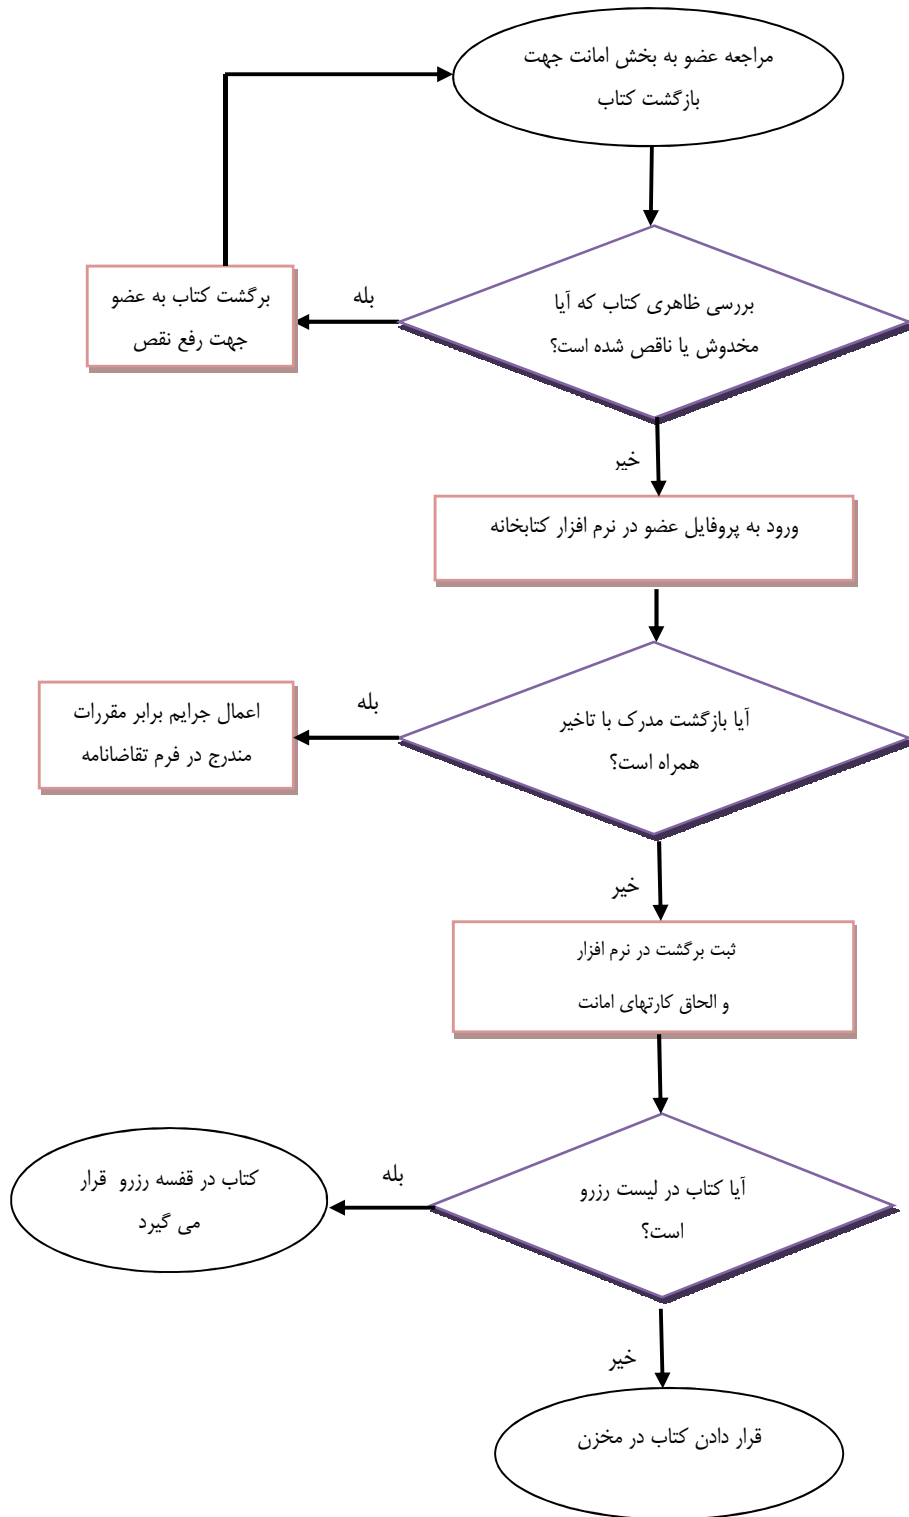 مراجعه عضو به بخش امانت جهت
بازگشت کتاب
بررسی ظاهری کتاب که آیا
مخدوش یا ناقص شده است؟
بله
برگشت کتاب به عضو
جهت رفع نقص
خیر
ورود به پروفایل عضو در نرم افزار کتابخانه
آیا بازگشت مدرک با تاخیر
همراه است؟
بله
اعمال جرایم برابر مقررات
مندرج در فرم تقاضانامه
خیر
ثبت برگشت در نرم افزار
و الحاق کارتهای امانت
آیا کتاب در لیست رزرو
است؟
بله
کتاب در قفسه رزرو قرار
می گیرد
خیر
قرار دادن کتاب در مخزن